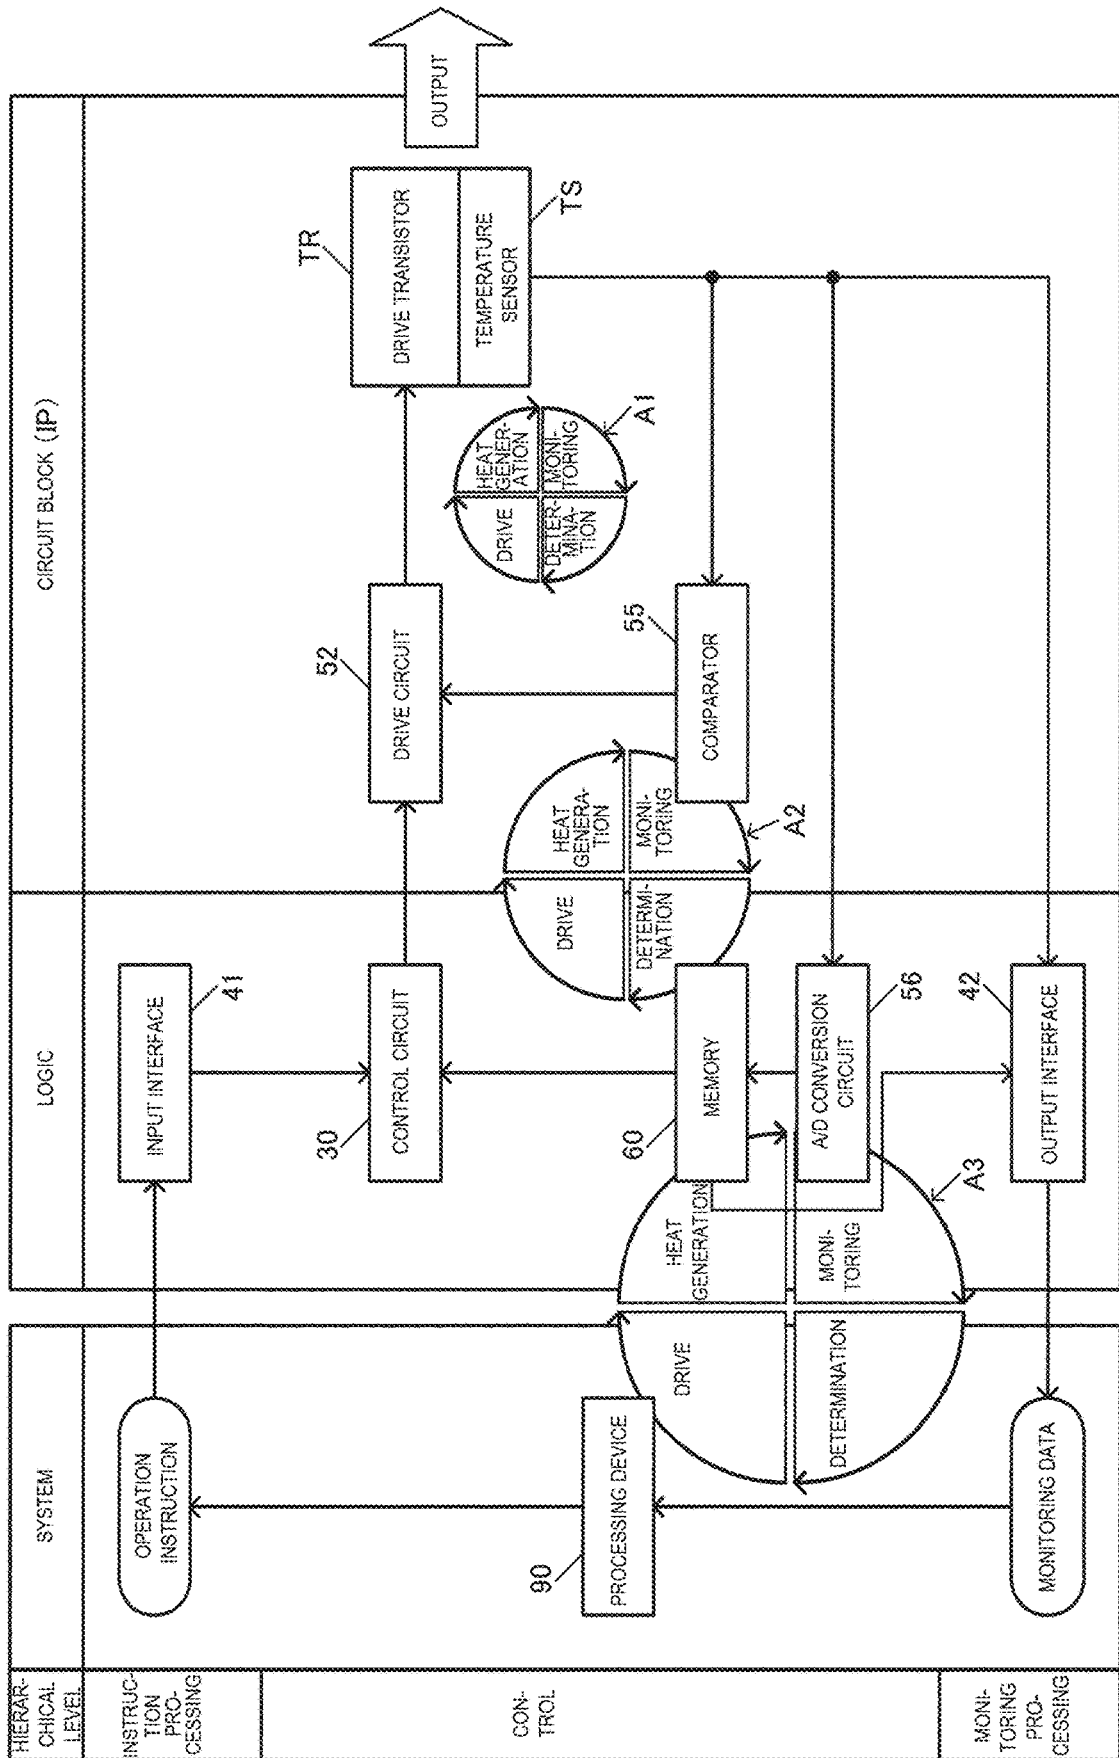 HIERAR-
CHICAL
LEVEL
SYSTEM
LOGIC
CIRCUIT BLOCK (IP)
INSTRUC-
TION
PRO-
CESSING
OPERATION
INSTRUCTION
INPUT INTERFACE
41
OUTPUT
CON-
TROL
30
CONTROL CIRCUIT
52
DRIVE CIRCUIT
TR
DRIVE TRANSISTOR
TEMPERATURE
SENSOR
TS
DRIVE
HEAT
GENER-
ATION
DETER-
MINA-
TION
MONI-
TORING
A1
DRIVE
HEAT
GENERA-
TION
DETERMI-
NATION
MONI-
TORING
A2
90
PROCESSING DEVICE
60
MEMORY
55
COMPARATOR
DRIVE
HEAT
GENERATION
DETERMINATION
MONI-
TORING
A3
A/D CONVERSION
CIRCUIT
56
MONI-
TORING
PRO-
CESSING
MONITORING DATA
OUTPUT INTERFACE
42